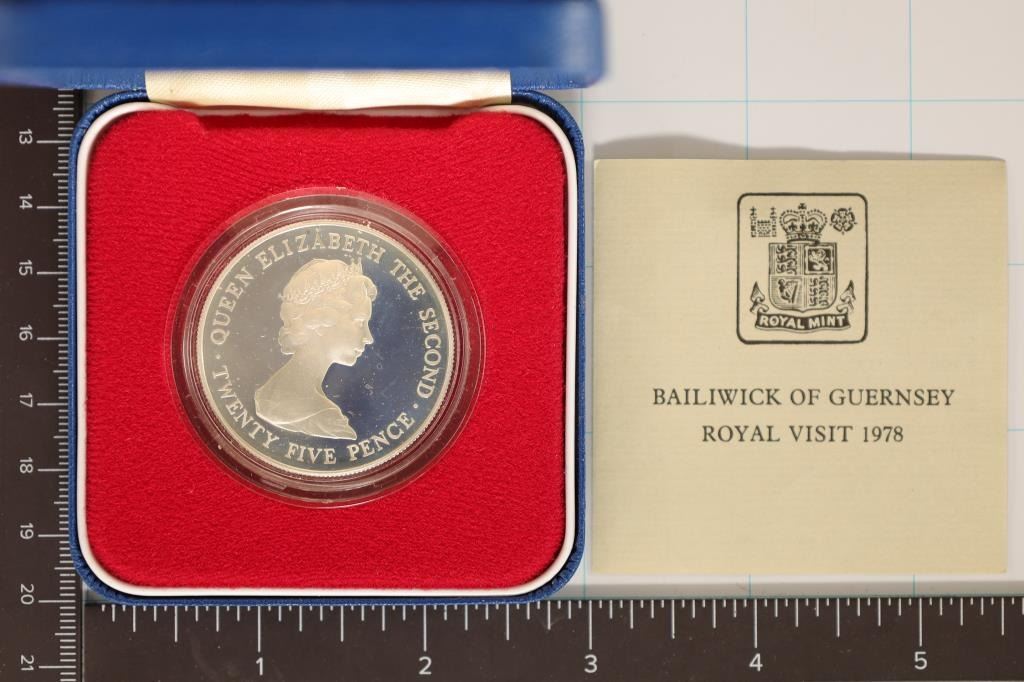 · QUEEN ELIZABETH THE SECOND ·
TWENTY FIVE PENCE
ROYAL MINT
BAILIWICK OF GUERNSEY
ROYAL VISIT 1978
13
14
15
16
17
18
19
20
21
1 2 3 4 5